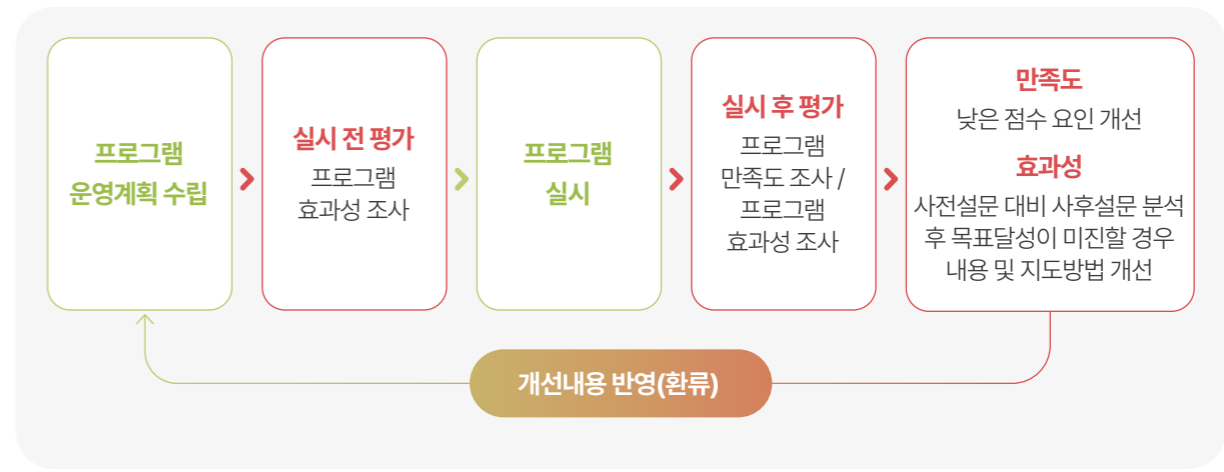 프로그램
운영계획 수립
실시 전 평가
프로그램
효과성 조사
프로그램
실시
실시 후 평가
프로그램
만족도 조사 /
프로그램
효과성 조사
만족도
낮은 점수 요인 개선
효과성
사전설문 대비 사후설문 분석
후 목표달성이 미진할 경우
내용 및 지도방법 개선
개선내용 반영(환류)